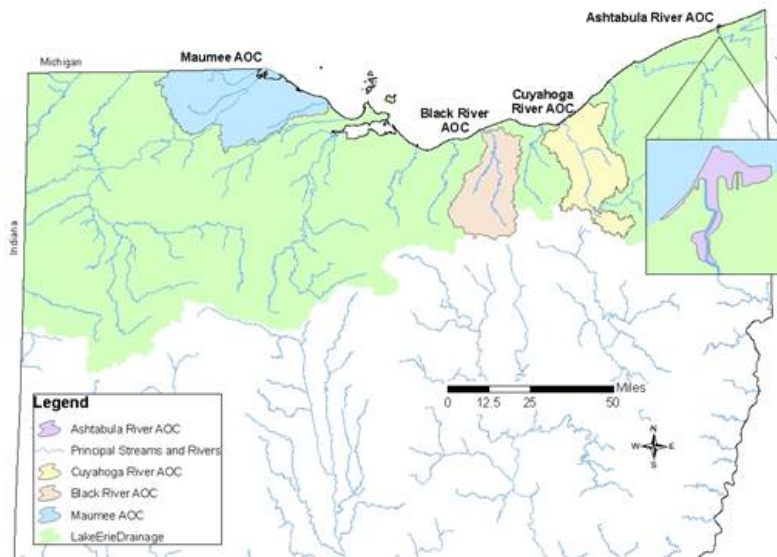 Ashtabula River AOC
Michigan
Maumee AOC
Cuyahoga
River AOC
Black River
AOC
Indiana
Miles
0 12.5 25 50
N
W E
S
Legend
Ashtabula River AOC
Principal Streams and Rivers
Cuyahoga River AOC
Black River AOC
Maumee AOC
LakeErieDrainage